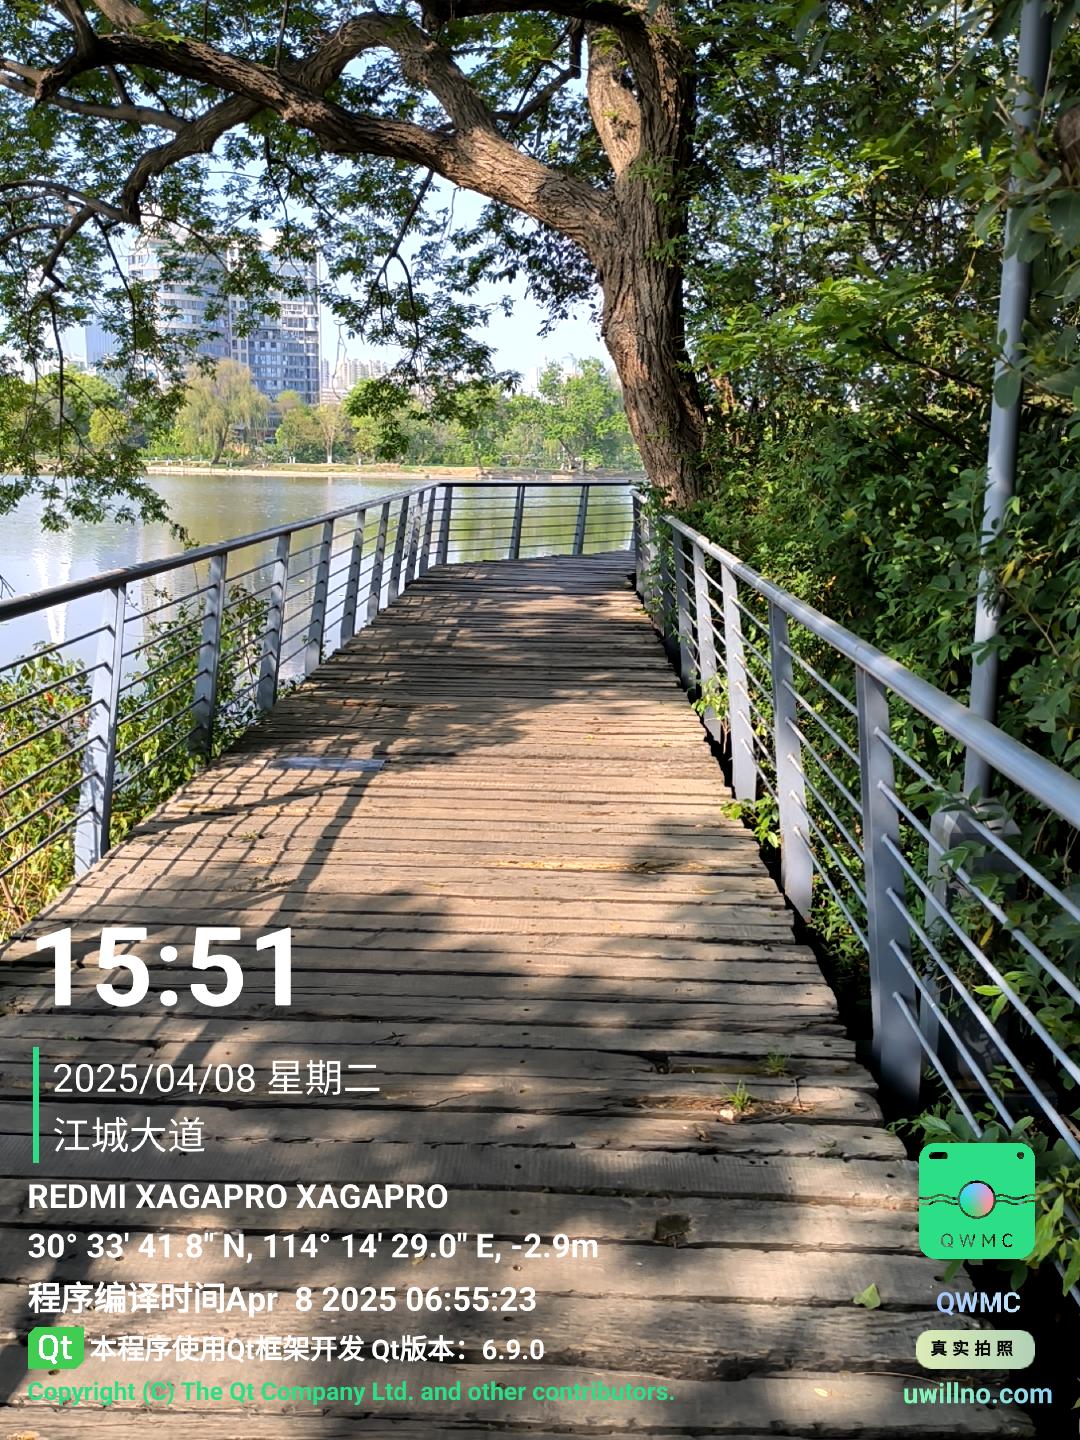 15:51
2025/04/08 星期二
江城大道
REDMI XAGAPRO XAGAPRO
30° 33' 41.8" N, 114° 14' 29.0" E, -2.9m
程序编译时间Apr  8 2025 06:55:23
Qt 本程序使用Qt框架开发 Qt版本：6.9.0
Copyright (C) The Qt Company Ltd. and other contributors.
QWMC
QWMC
真实拍照
uwillno.com